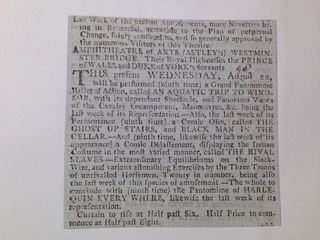 Last Week of the present Amusements, more Novelties be-
ing in Rehearsal, agreeable to the Plan of perpetual
Change, solely confessed to, and so generally approved by
the numerous Visitors of this Theatre.
AMPHITHEATRE of ARTS (ASTLEY's) WESTMIN-
STER-BRIDGE. Their Royal Highnesses the PRINCE
of WALES and DUKE of YORK's Servants
THIS present WEDNESDAY, August 22,
will be performed (ninth time) a Grand Pantomime
Ballet of Action, called AN AQUATIC TRIP TO WIND-
SOR, with its dependent Spectacle, and Panorama Views
of the Cavalry Encampment, Manœuvres, &c. being the
last week of its Representation.—Also, the last week of its
Performance (ninth time) a Comic Olio, called THE
GHOST UP STAIRS, and BLACK MAN IN THE
CELLAR.—And (ninth time, likewise the last week of its
appearance) a Comic Defassement, displaying the Indian
Costume in the most varied manner, called THE RIVAL
SLAVES.—Extraordinary Equilibriums on the Slack-
Wire, and various astonishing Exercises by the Three Troops
of unrivalled Horsemen, Twenty in number, being also
the last week of this species of amusement.—The whole to
conclude with (ninth time) the Pantomime of HARLE-
QUIN EVERY WHERE, likewise the last week of its
representation.
Curtain to rise at Half past Six. Half Price to com-
mence at Half past Eight.